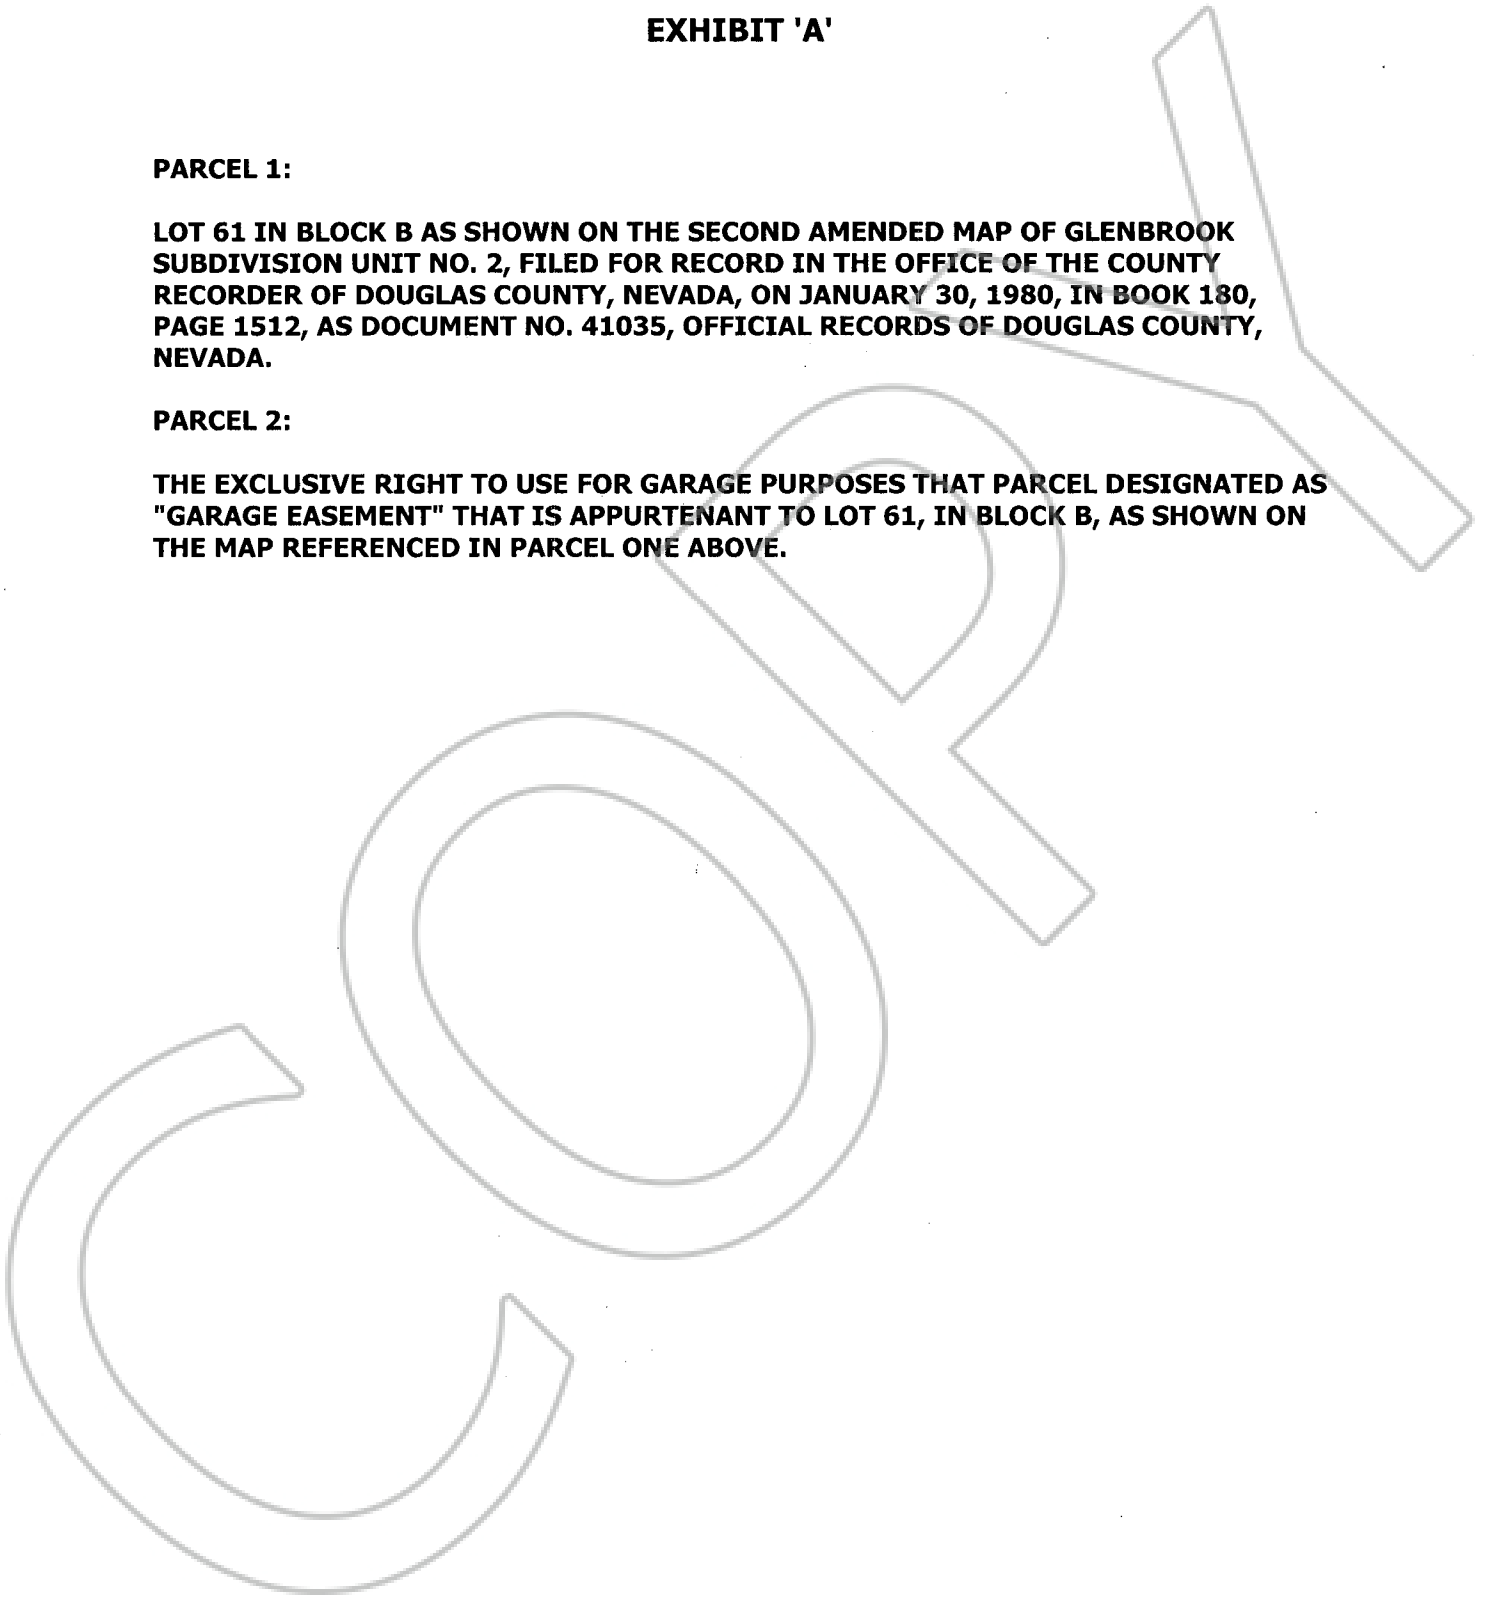 EXHIBIT 'A'
PARCEL 1:
LOT 61 IN BLOCK B AS SHOWN ON THE SECOND AMENDED MAP OF GLENBROOK
SUBDIVISION UNIT NO. 2, FILED FOR RECORD IN THE OFFICE OF THE COUNTY
RECORDER OF DOUGLAS COUNTY, NEVADA, ON JANUARY 30, 1980, IN BOOK 180,
PAGE 1512, AS DOCUMENT NO. 41035, OFFICIAL RECORDS OF DOUGLAS COUNTY,
NEVADA.
PARCEL 2:
THE EXCLUSIVE RIGHT TO USE FOR GARAGE PURPOSES THAT PARCEL DESIGNATED AS
"GARAGE EASEMENT" THAT IS APPURTENANT TO LOT 61, IN BLOCK B, AS SHOWN ON
THE MAP REFERENCED IN PARCEL ONE ABOVE.
COPY